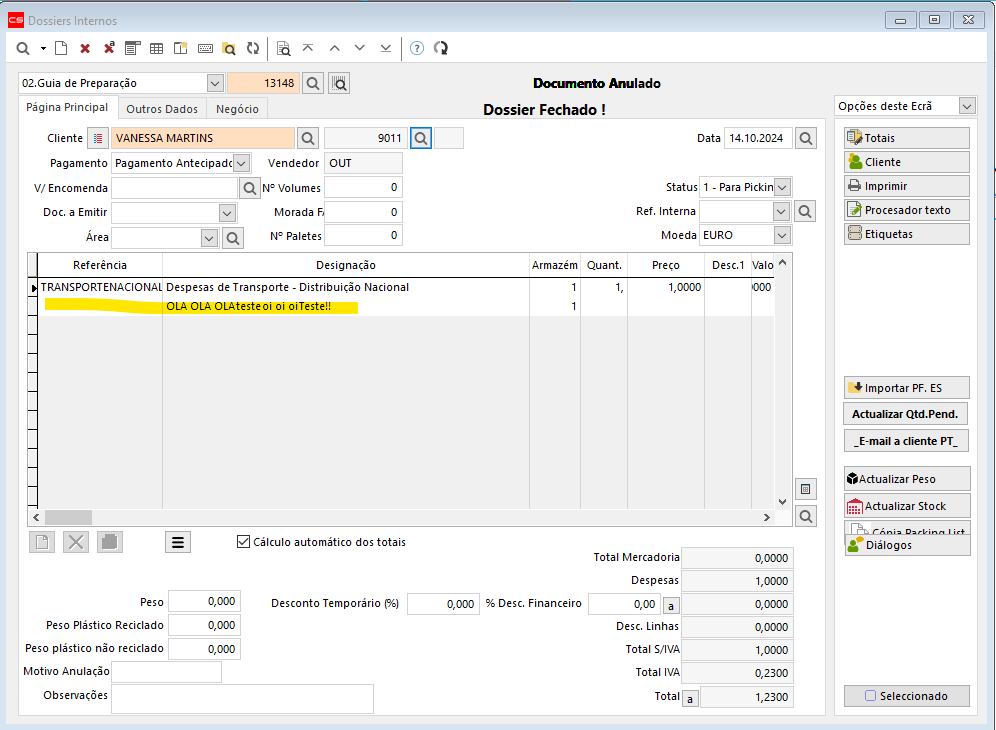 CS Dossiers Internos
02.Guia de Preparação 13148
Documento Anulado
Dossier Fechado !
Página Principal Outros Dados Negócio
Opções deste Ecrã
Cliente VANESSA MARTINS 9011 Data 14.10.2024
Pagamento Pagamento Antecipado Vendedor OUT
V/ Encomenda Nº Volumes 0 Status 1 - Para Pickin
Doc. a Emitir Morada F 0 Ref. Interna
Área Nº Paletes 0 Moeda EURO
Totais
Cliente
Imprimir
Processador texto
Etiquetas
Referência Designação Armazém Quant. Preço Desc.1 Valo
TRANSPORTENACIONAL Despesas de Transporte - Distribuição Nacional 1 1, 1,0000 0000
OLA OLA OLAteste oi oi oiTeste!! 1
Importar PF. ES
Actualizar Qtd.Pend.
_E-mail a cliente PT_
Actualizar Peso
Actualizar Stock
Cópia Packing List
Diálogos
Cálculo automático dos totais
Total Mercadoria 0,0000
Despesas 1,0000
Peso 0,000 Desconto Temporário (%) 0,000 % Desc. Financeiro 0,00 a 0,0000
Peso Plástico Reciclado 0,000 Desc. Linhas 0,0000
Peso plástico não reciclado 0,000 Total S/IVA 1,0000
Motivo Anulação Total IVA 0,2300
Observações Total a 1,2300
Seleccionado